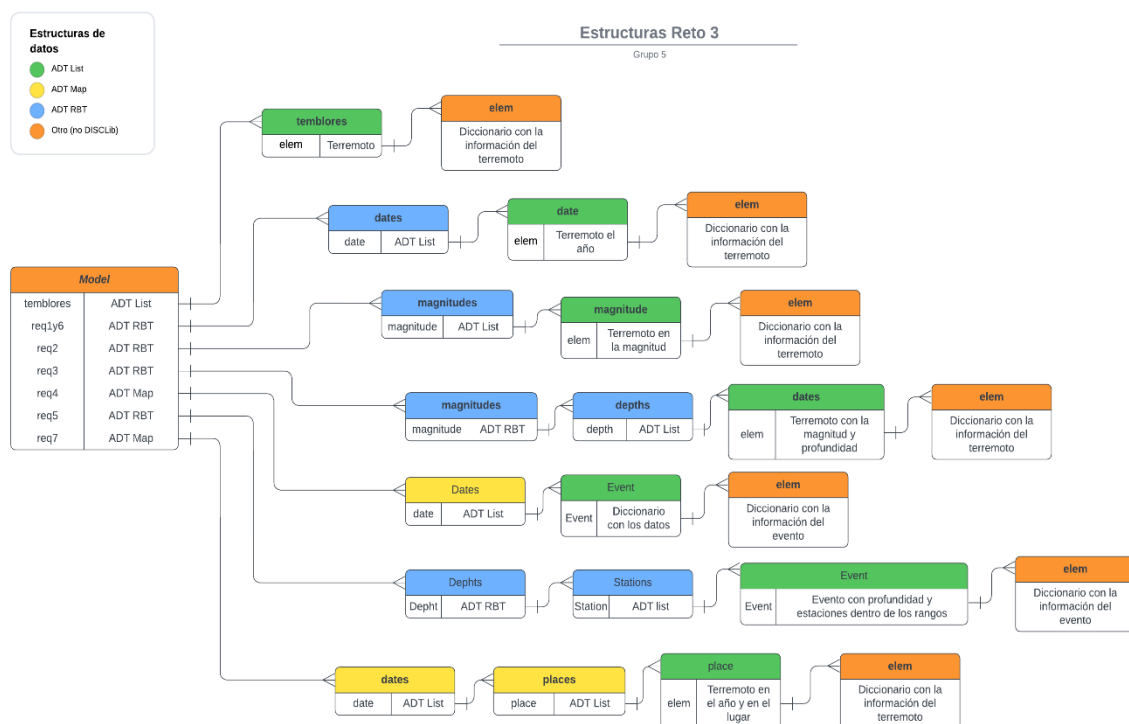 Estructuras Reto 3
Grupo 5
Estructuras de
datos
ADT List
ADT Map
ADT RBT
Otro (no DISCLib)
temblores
elem Terremoto
elem
Diccionario con la
información del
terremoto
dates
date ADT List
date
elem Terremoto el
año
elem
Diccionario con la
información del
terremoto
Model
temblores ADT List
req1y6 ADT RBT
req2 ADT RBT
req3 ADT RBT
req4 ADT Map
req5 ADT RBT
req7 ADT Map
magnitudes
magnitude ADT List
magnitude
elem Terremoto en
la magnitud
elem
Diccionario con la
información del
terremoto
magnitudes
magnitude ADT RBT
depths
depth ADT List
dates
elem Terremoto con la
magnitud y
profundidad
elem
Diccionario con la
información del
terremoto
Dates
date ADT List
Event
Event Diccionario
con los datos
elem
Diccionario con la
información del
evento
Dephts
Depht ADT RBT
Stations
Station ADT list
Event
Event Evento con profundidad y
estaciones dentro de los rangos
elem
Diccionario con la
información del
evento
dates
date ADT List
places
place ADT List
place
elem Terremoto en
el año y en el
lugar
elem
Diccionario con la
información del
terremoto